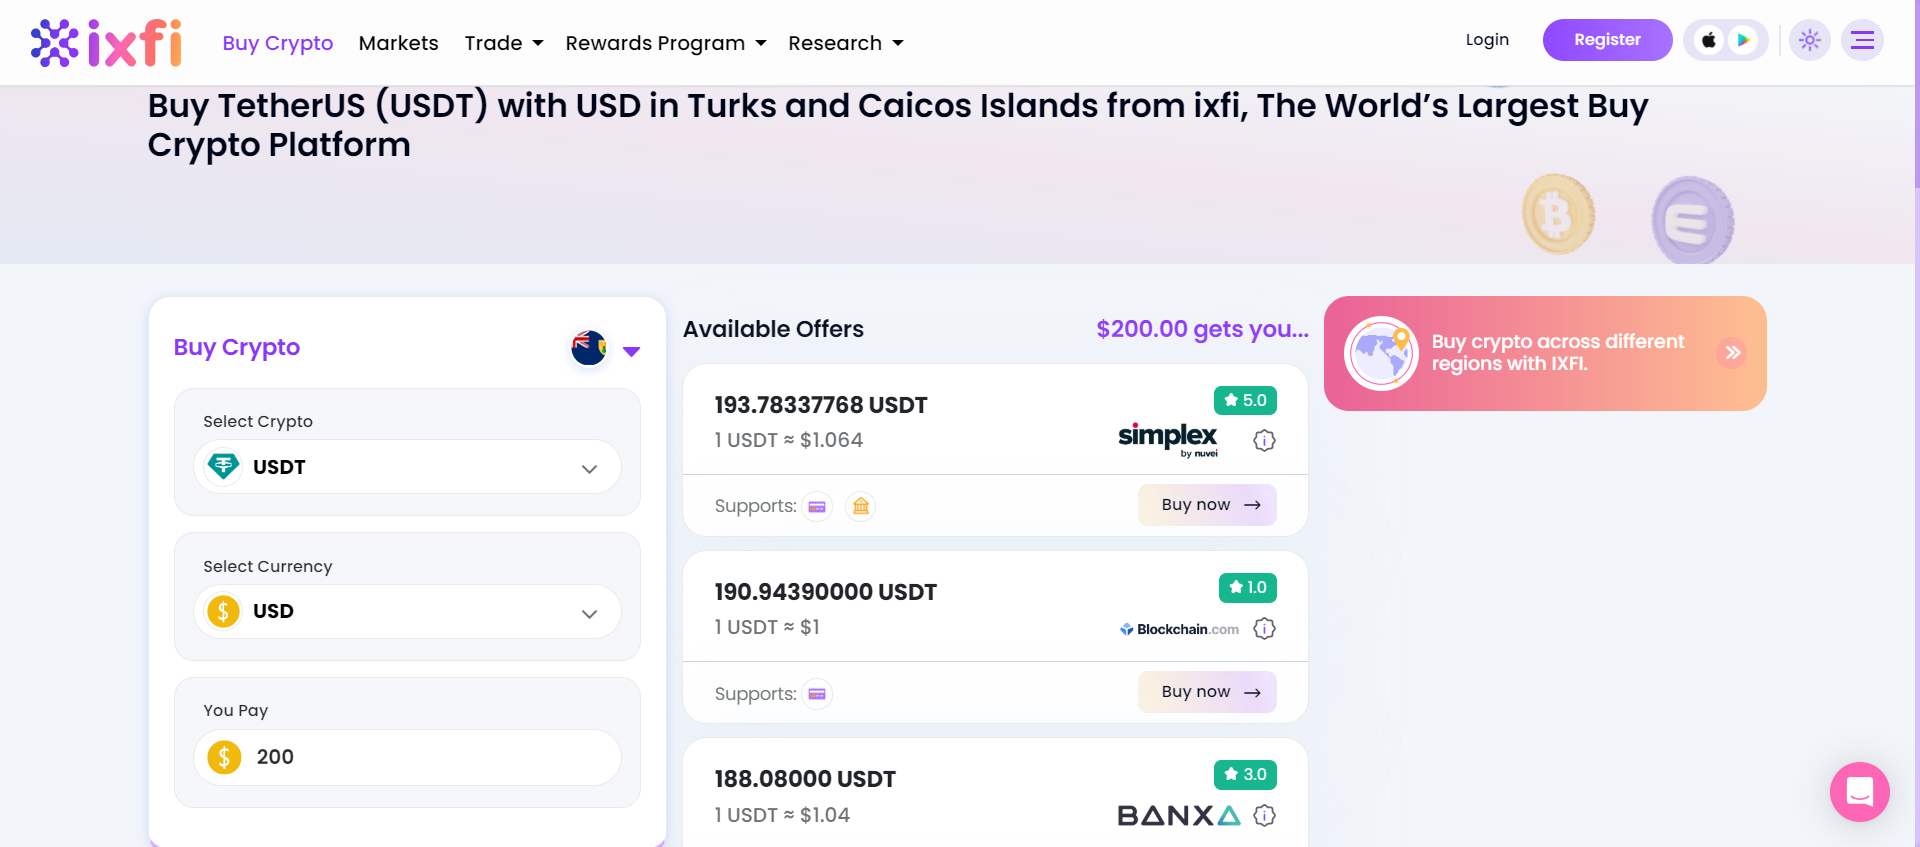 ixfi
Buy Crypto
Markets
Trade
Rewards Program
Research
Login
Register
Buy TetherUS (USDT) with USD in Turks and Caicos Islands from ixfi, The World’s Largest Buy
Crypto Platform
Buy Crypto
Select Crypto
USDT
Select Currency
$ USD
You Pay
$ 200
Available Offers
$200.00 gets you...
193.78337768 USDT
5.0
1 USDT ≈ $1.064
simplex
by nuvei
Supports:
Buy now
190.94390000 USDT
1.0
1 USDT ≈ $1
Blockchain.com
Supports:
Buy now
188.08000 USDT
3.0
1 USDT ≈ $1.04
BANXA
Buy crypto across different
regions with IXFI.